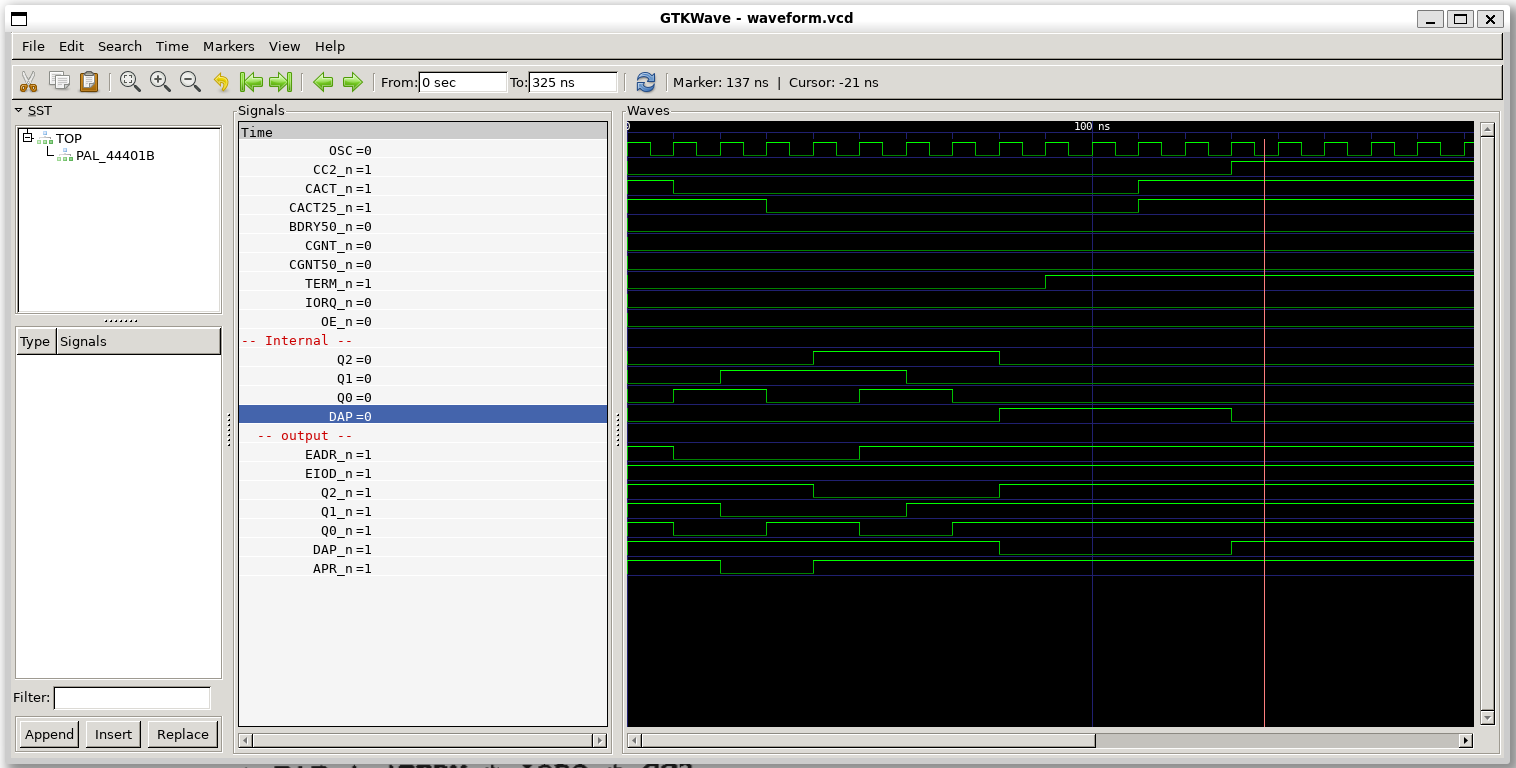 GTKWave - waveform.vcd
File Edit Search Time Markers View Help
From: 0 sec To: 325 ns Marker: 137 ns | Cursor: -21 ns
SST
TOP
PAL_44401B
Type Signals
Filter:
Append Insert Replace
Signals
Time
OSC =0
CC2_n =1
CACT_n =1
CACT25_n =1
BDRY50_n =0
CGNT_n =0
CGNT50_n =0
TERM_n =1
IORQ_n =0
OE_n =0
-- Internal --
Q2 =0
Q1 =0
Q0 =0
DAP =0
-- output --
EADR_n =1
EIOD_n =1
Q2_n =1
Q1_n =1
Q0_n =1
DAP_n =1
APR_n =1
Waves
0 100 ns